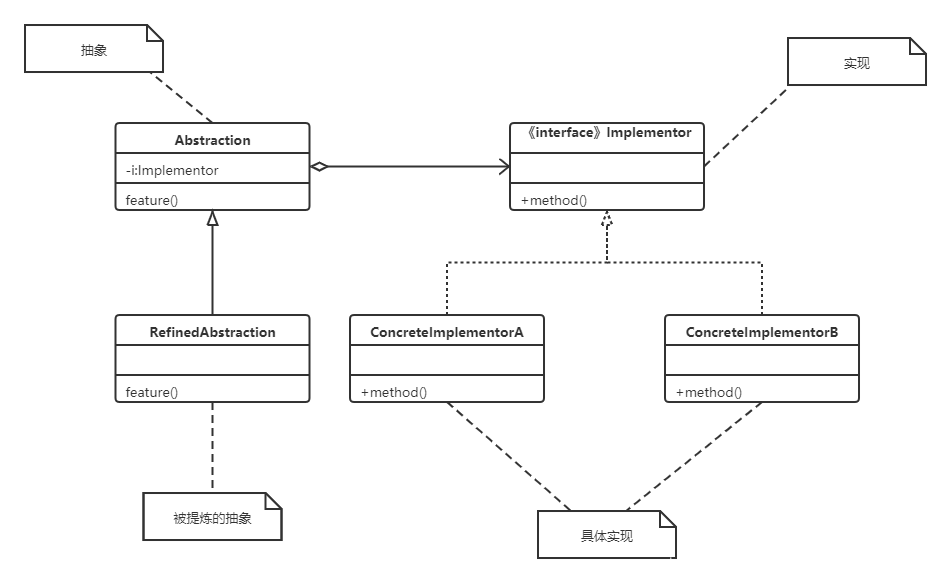 抽象
实现
Abstraction
-i:Implementor
feature()
《interface》Implementor
+method()
RefinedAbstraction
feature()
ConcreteImplementorA
+method()
ConcreteImplementorB
+method()
被提炼的抽象
具体实现